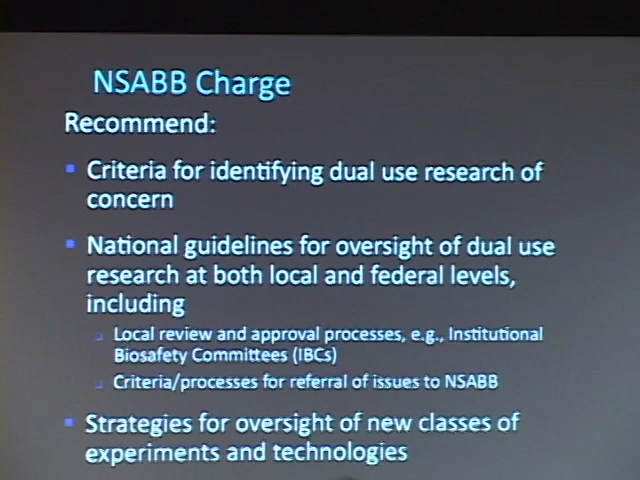 NSABB Charge
Recommend:
Criteria for identifying dual use research of
concern
National guidelines for oversight of dual use
research at both local and federal levels,
including
Local review and approval processes, e.g., Institutional
Biosafety Committees (IBCs)
Criteria/processes for referral of issues to NSABB
Strategies for oversight of new classes of
experiments and technologies